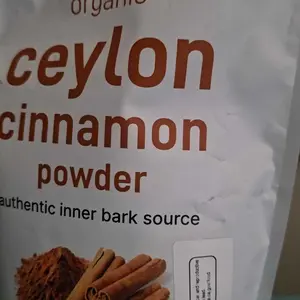 organic
ceylon
cinnamon
powder
authentic inner bark source